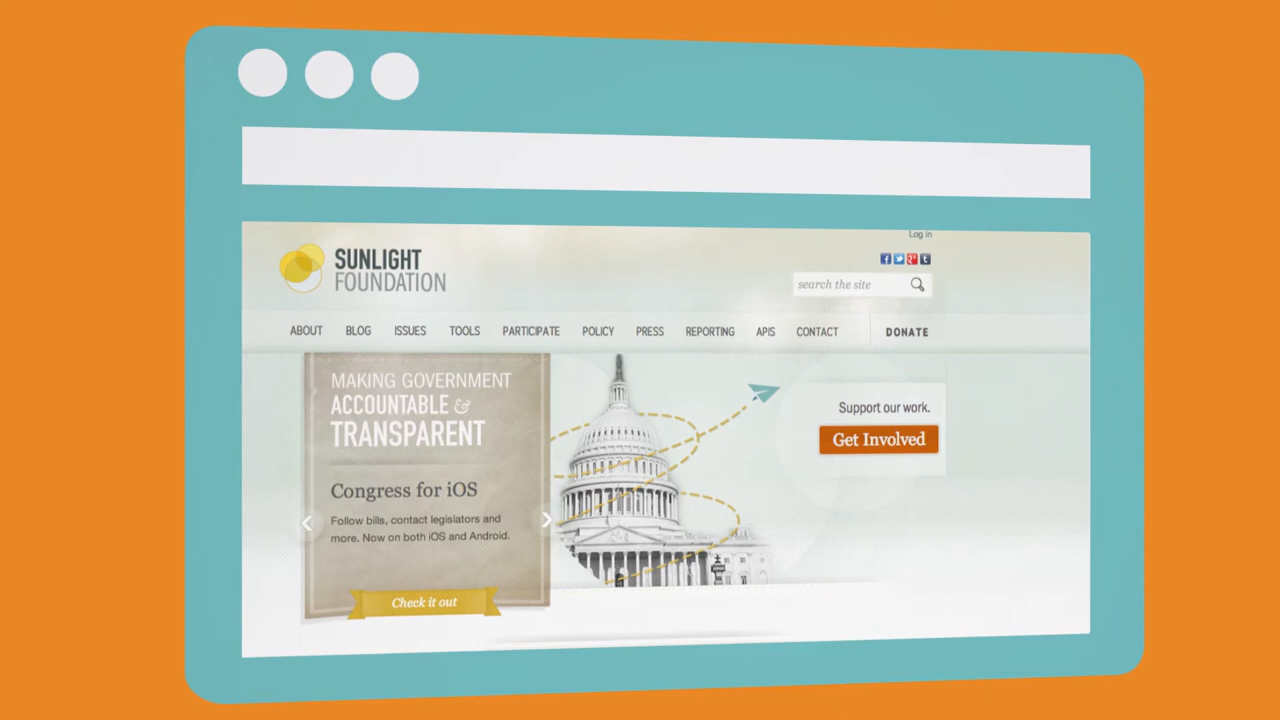 Log in
SUNLIGHT
FOUNDATION
search the site
ABOUT BLOG ISSUES TOOLS PARTICIPATE POLICY PRESS REPORTING APIS CONTACT DONATE
MAKING GOVERNMENT
ACCOUNTABLE &
TRANSPARENT
Congress for iOS
Follow bills, contact legislators and
more. Now on both iOS and Android.
Check it out
Support our work.
Get Involved